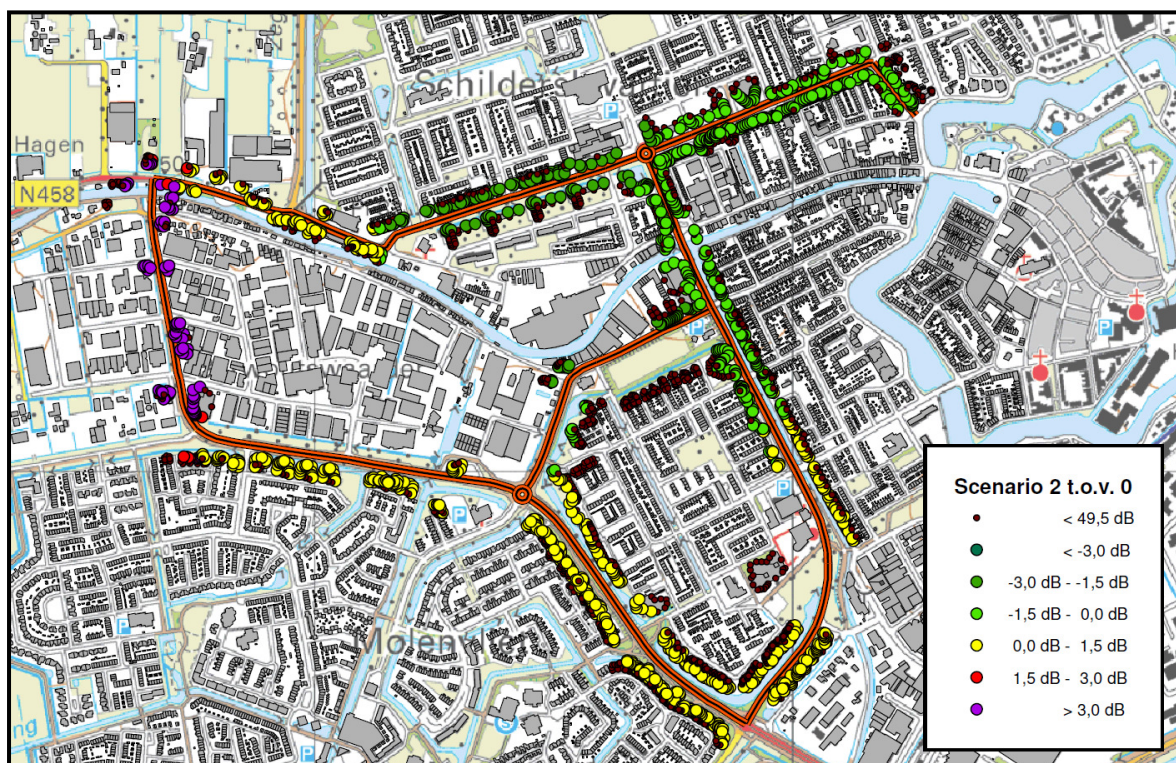 Schilderskwartier
Hagen
N458
Molenvliet
P
P
P
P
P
P
P
S
Scenario 2 t.o.v. 0
< 49,5 dB
< -3,0 dB
-3,0 dB - -1,5 dB
-1,5 dB - 0,0 dB
0,0 dB - 1,5 dB
1,5 dB - 3,0 dB
> 3,0 dB